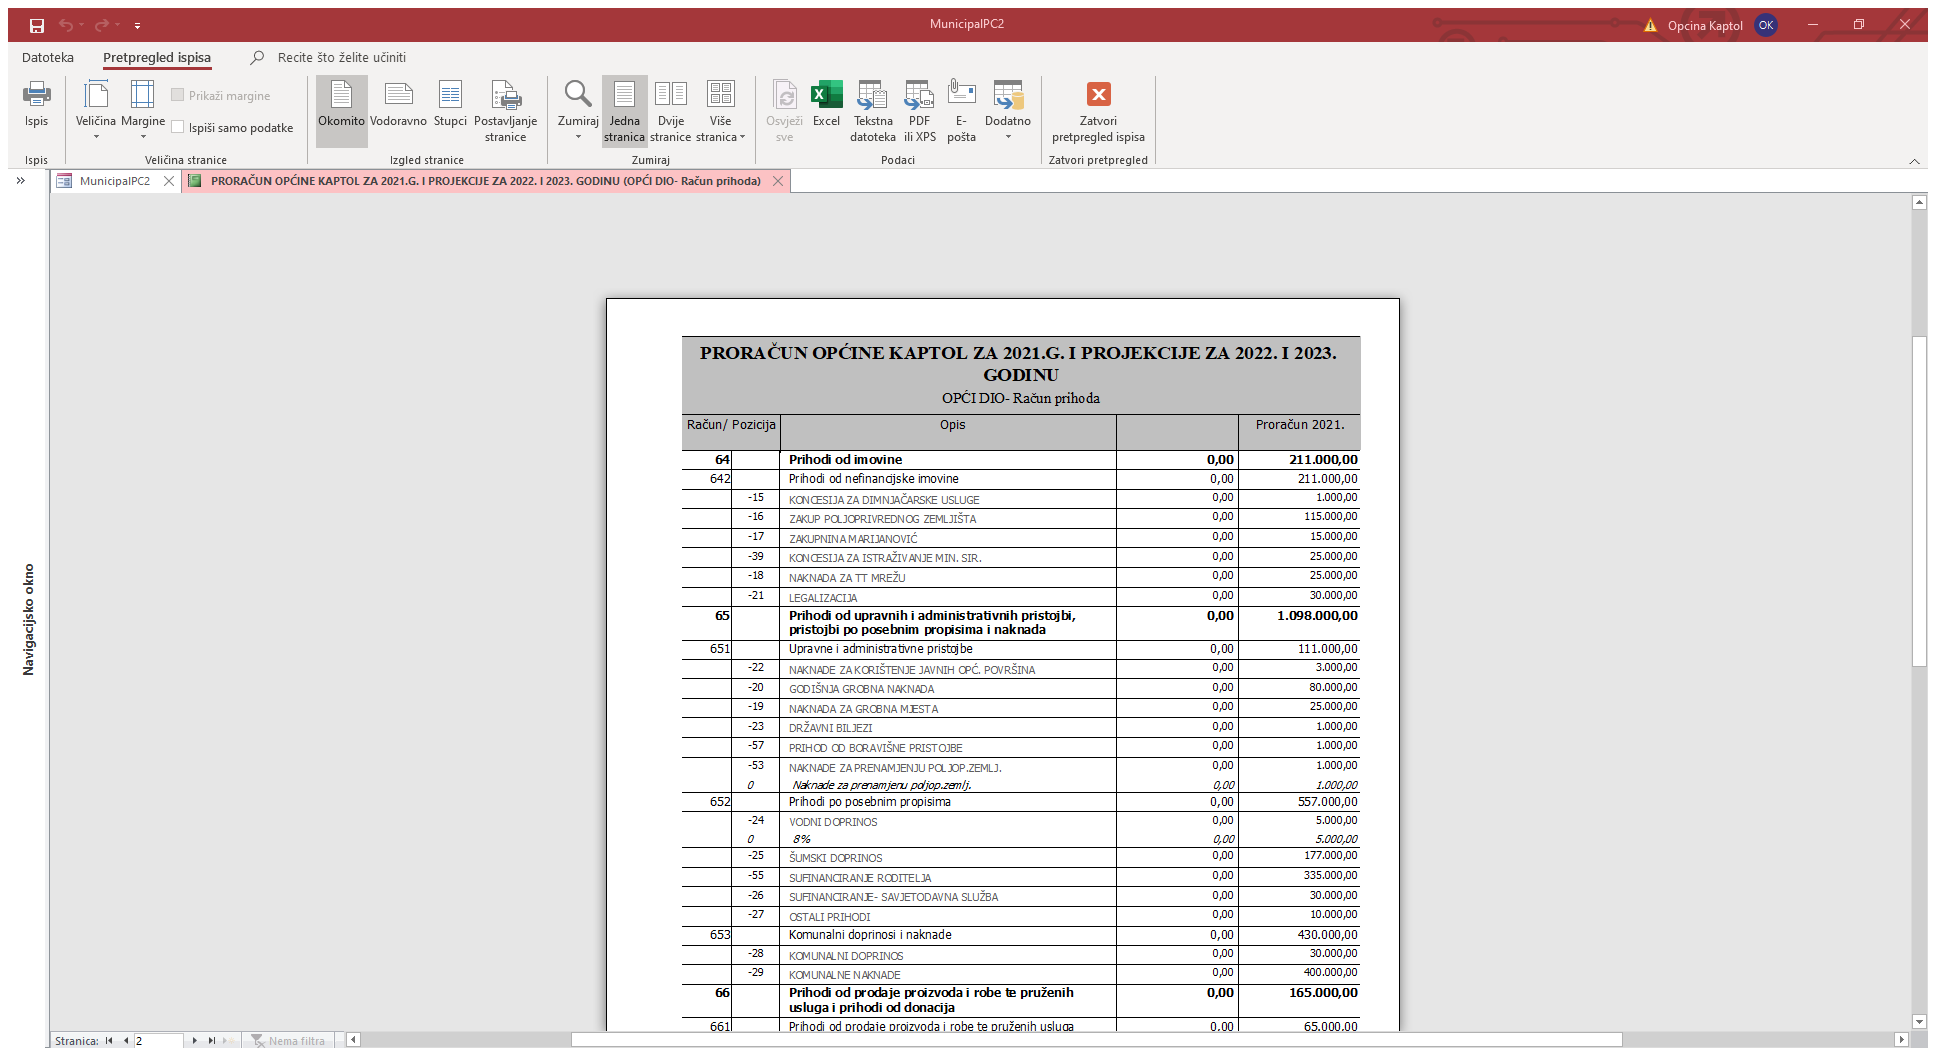 MunicipalPC2
Opcina Kaptol OK
Datoteka Pretpregled ispisa Recite što želite učiniti
Ispis
Veličina
Margine
Prikaži margine
Ispiši samo podatke
Okomito
Vodoravno
Stupci
Postavljanje
stranice
Zumiraj
Jedna
stranica
Dvije
stranice
Više
stranica
Osvježi
sve
Excel
Tekstna
datoteka
PDF
ili XPS
E-
pošta
Dodatno
Zatvori
pretpregled ispisa
Ispis Veličina stranice Izgled stranice Zumiraj Podaci Zatvori pretpregled
MunicipalPC2 PRORAČUN OPĆINE KAPTOL ZA 2021.G. I PROJEKCIJE ZA 2022. I 2023. GODINU (OPĆI DIO- Račun prihoda)
Navigacijsko okno
PRORAČUN OPĆINE KAPTOL ZA 2021.G. I PROJEKCIJE ZA 2022. I 2023.
GODINU
OPĆI DIO- Račun prihoda
Račun/ Pozicija Opis Proračun 2021.
64 Prihodi od imovine 0,00 211.000,00
642 Prihodi od nefinancijske imovine 0,00 211.000,00
-15 KONCESIJA ZA DIMNJAČARSKE USLUGE 0,00 1.000,00
-16 ZAKUP POLJOPRIVREDNOG ZEMLJIŠTA 0,00 115.000,00
-17 ZAKUPNINA MARIJANOVIĆ 0,00 15.000,00
-39 KONCESIJA ZA ISTRAŽIVANJE MIN. SIR. 0,00 25.000,00
-18 NAKNADA ZA TT MREŽU 0,00 25.000,00
-21 LEGALIZACIJA 0,00 30.000,00
65 Prihodi od upravnih i administrativnih pristojbi, 0,00 1.098.000,00
pristojbi po posebnim propisima i naknada
651 Upravne i administrativne pristojbe 0,00 111.000,00
-22 NAKNADE ZA KORIŠTENJE JAVNIH OPĆ. POVRŠINA 0,00 3.000,00
-20 GODIŠNJA GROBNA NAKNADA 0,00 80.000,00
-19 NAKNADA ZA GROBNA MJESTA 0,00 25.000,00
-23 DRŽAVNI BILJEZI 0,00 1.000,00
-57 PRIHOD OD BORAVIŠNE PRISTOJBE 0,00 1.000,00
-53 NAKNADE ZA PRENAMJENJU POLJOP.ZEMLJ. 0,00 1.000,00
0 Naknade za prenamjenu poljop.zemlj. 0,00 1.000,00
652 Prihodi po posebnim propisima 0,00 557.000,00
-24 VODNI DOPRINOS 0,00 5.000,00
0 8% 0,00 5.000,00
-25 ŠUMSKI DOPRINOS 0,00 177.000,00
-55 SUFINANCIRANJE RODITELJA 0,00 335.000,00
-26 SUFINANCIRANJE- SAVJETODAVNA SLUŽBA 0,00 30.000,00
-27 OSTALI PRIHODI 0,00 10.000,00
653 Komunalni doprinosi i naknade 0,00 430.000,00
-28 KOMUNALNI DOPRINOS 0,00 30.000,00
-29 KOMUNALNE NAKNADE 0,00 400.000,00
66 Prihodi od prodaje proizvoda i robe te pruženih 0,00 165.000,00
usluga i prihodi od donacija
661 Prihodi od prodaje proizvoda i robe te pruženih usluga 0,00 65.000,00
Stranica: 2 Nema filtra